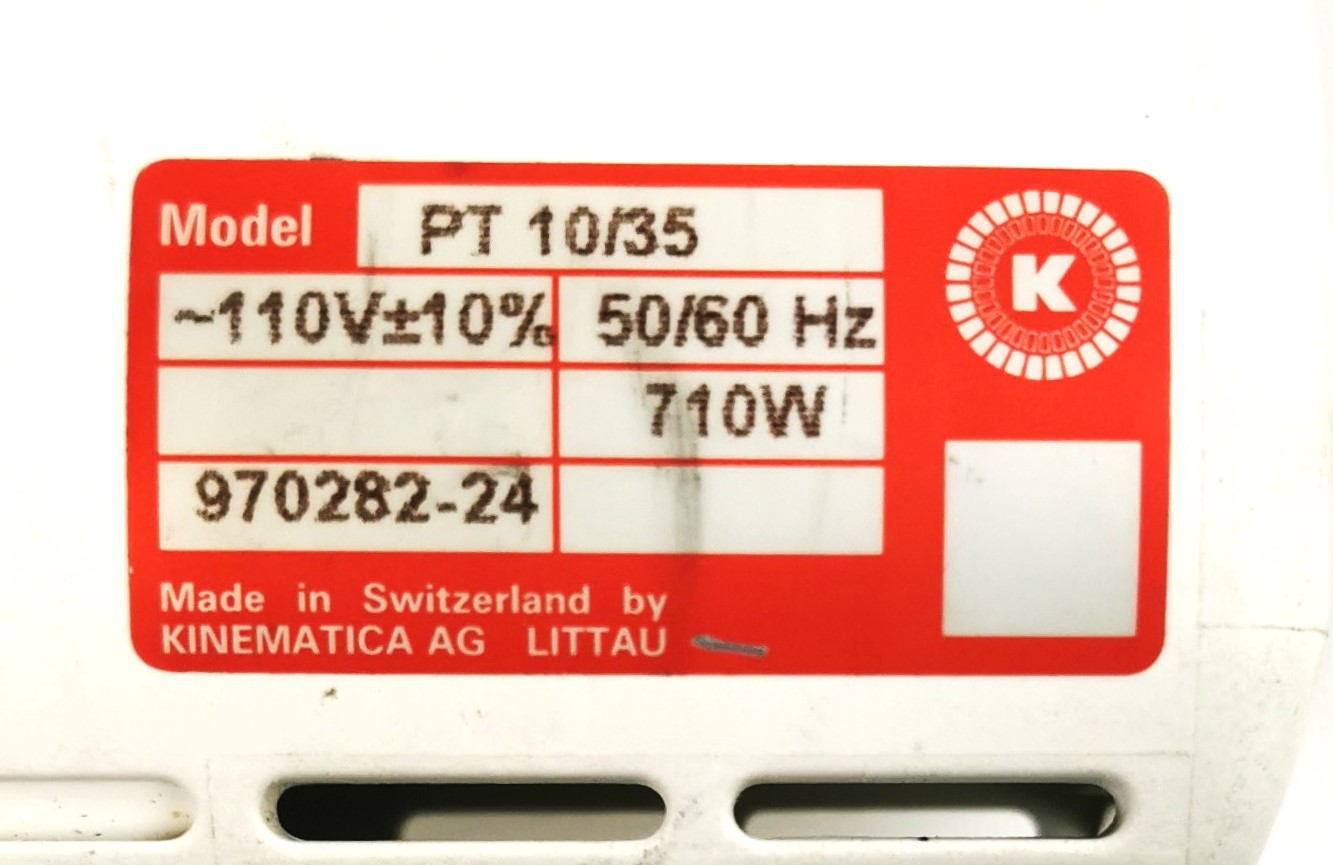 Model PT 10/35
~110V±10% 50/60 Hz
710W
970282-24
K
Made in Switzerland by
KINEMATICA AG LITTAU